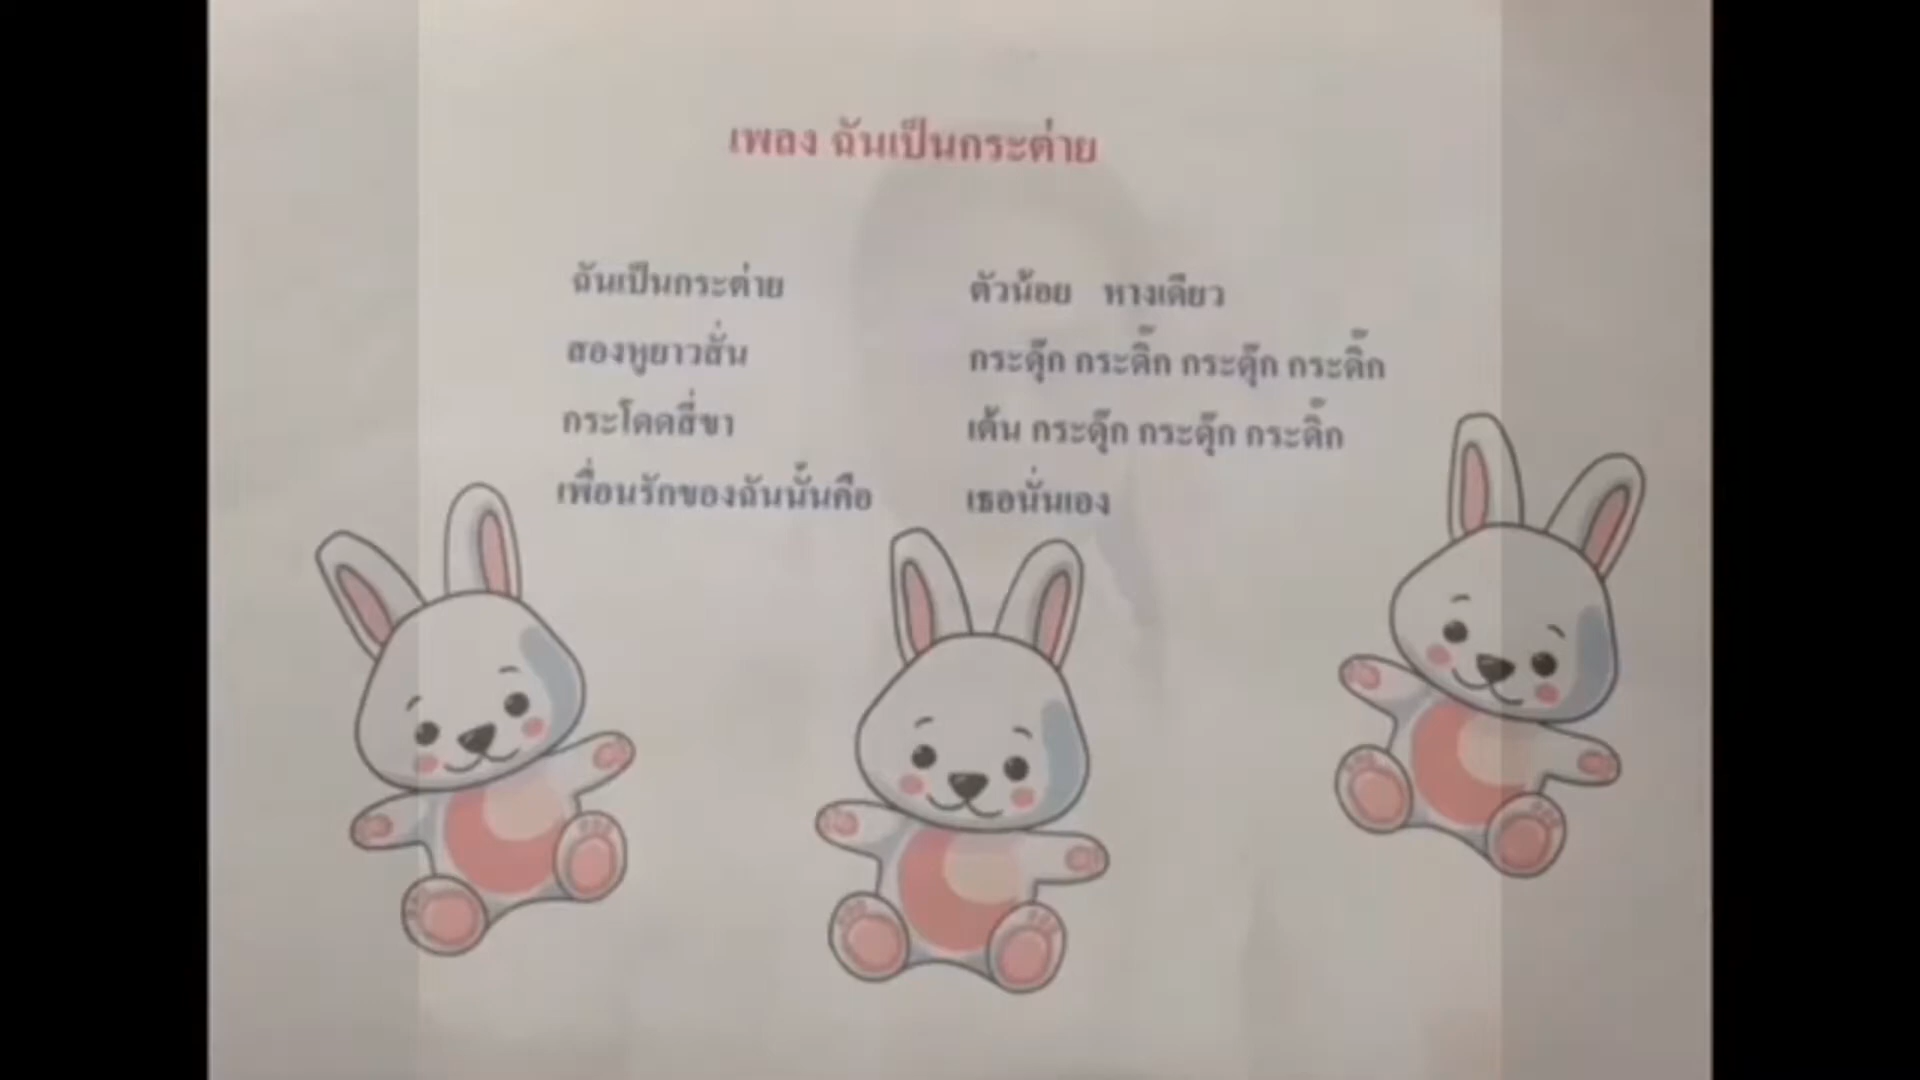 เพลง ฉันเป็นกระต่าย
ฉันเป็นกระต่าย ตัวน้อย หางเดียว
สองหูยาวสั่น กระดุ๊ก กระดิ๊ก กระดุ๊ก กระดิ๊ก
กระโดดสี่ขา เต้น กระดุ๊ก กระดุ๊ก กระดิ๊ก
เพื่อนรักของฉันนั้นคือ เธอนั่นเอง